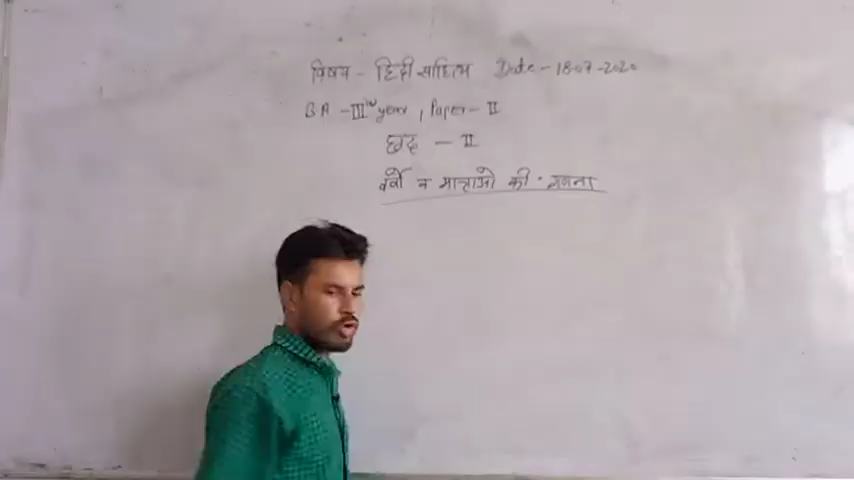 विषय - हिंदी साहित्य Date - 18-07-2020
BA - III year, Paper - II
छंद - II
वर्णो व मात्राओ की गणना